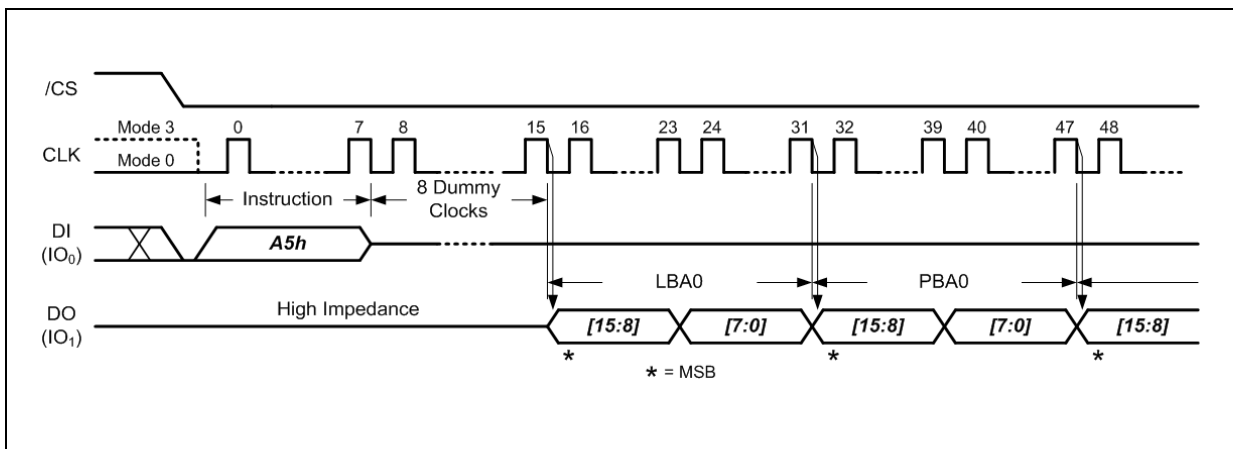 /CS
Mode 3
0 7 8 15 16 23 24 31 32 39 40 47 48
CLK
Mode 0
Instruction
8 Dummy
Clocks
DI
(IO₀)
A5h
LBA0
PBA0
High Impedance
DO
(IO₁)
[15:8] [7:0] [15:8] [7:0] [15:8]
* * *
* = MSB